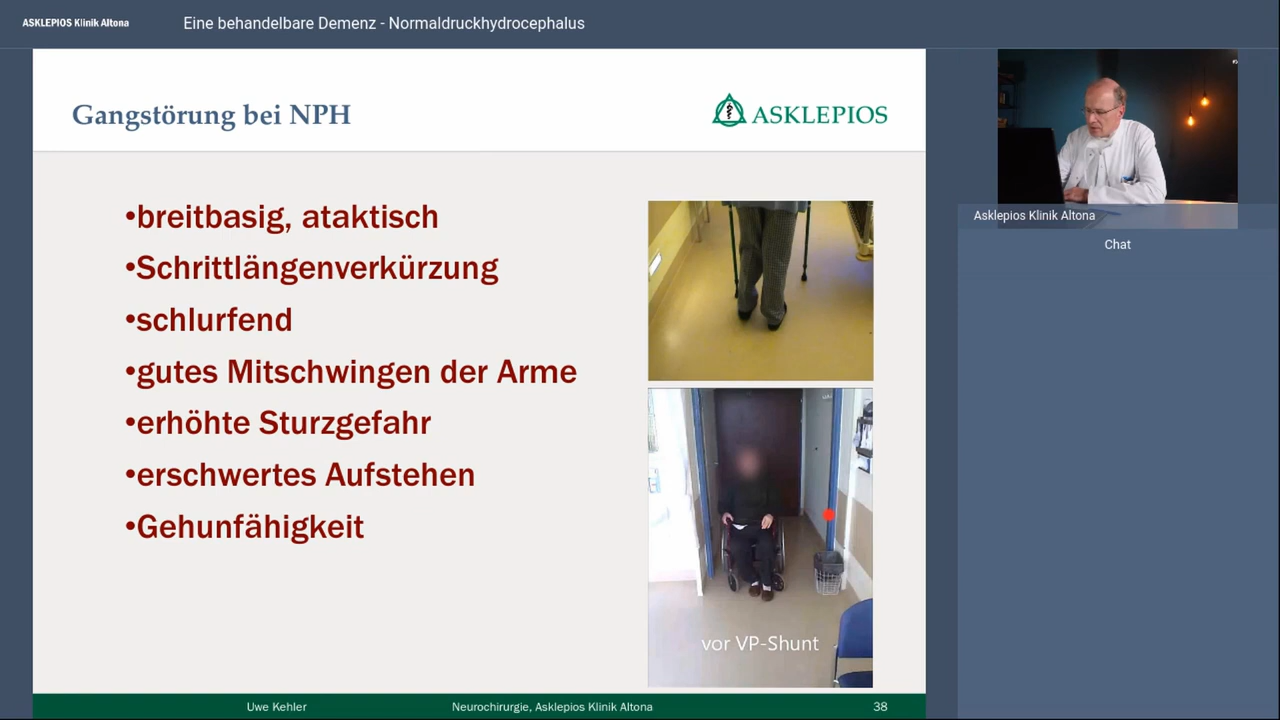 ASKLEPIOS Klinik Altona
Eine behandelbare Demenz - Normaldruckhydrocephalus
Gangstörung bei NPH
ASKLEPIOS
•breitbasig, ataktisch
•Schrittlängenverkürzung
•schlurfend
•gutes Mitschwingen der Arme
•erhöhte Sturzgefahr
•erschwertes Aufstehen
•Gehunfähigkeit
vor VP-Shunt
Uwe Kehler
Neurochirurgie, Asklepios Klinik Altona
38
Asklepios Klinik Altona
Chat